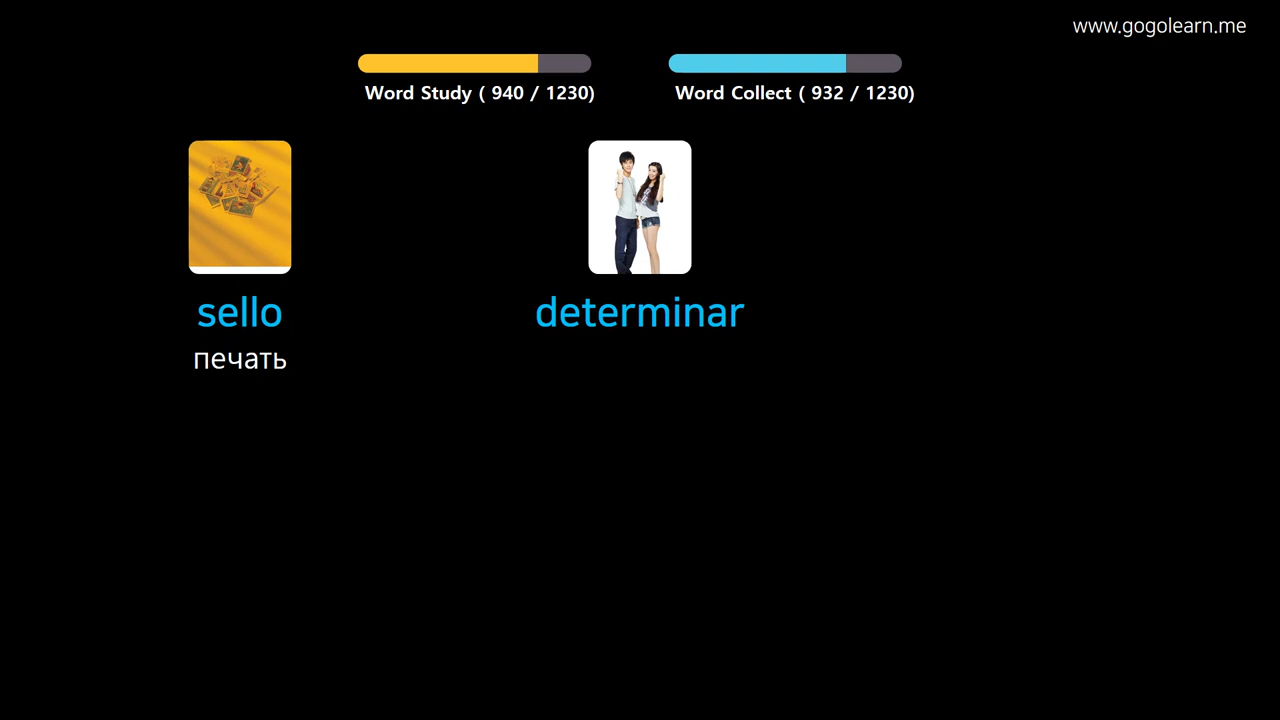 www.gogolearn.me
Word Study ( 940 / 1230)
Word Collect ( 932 / 1230)
sello
determinar
печать